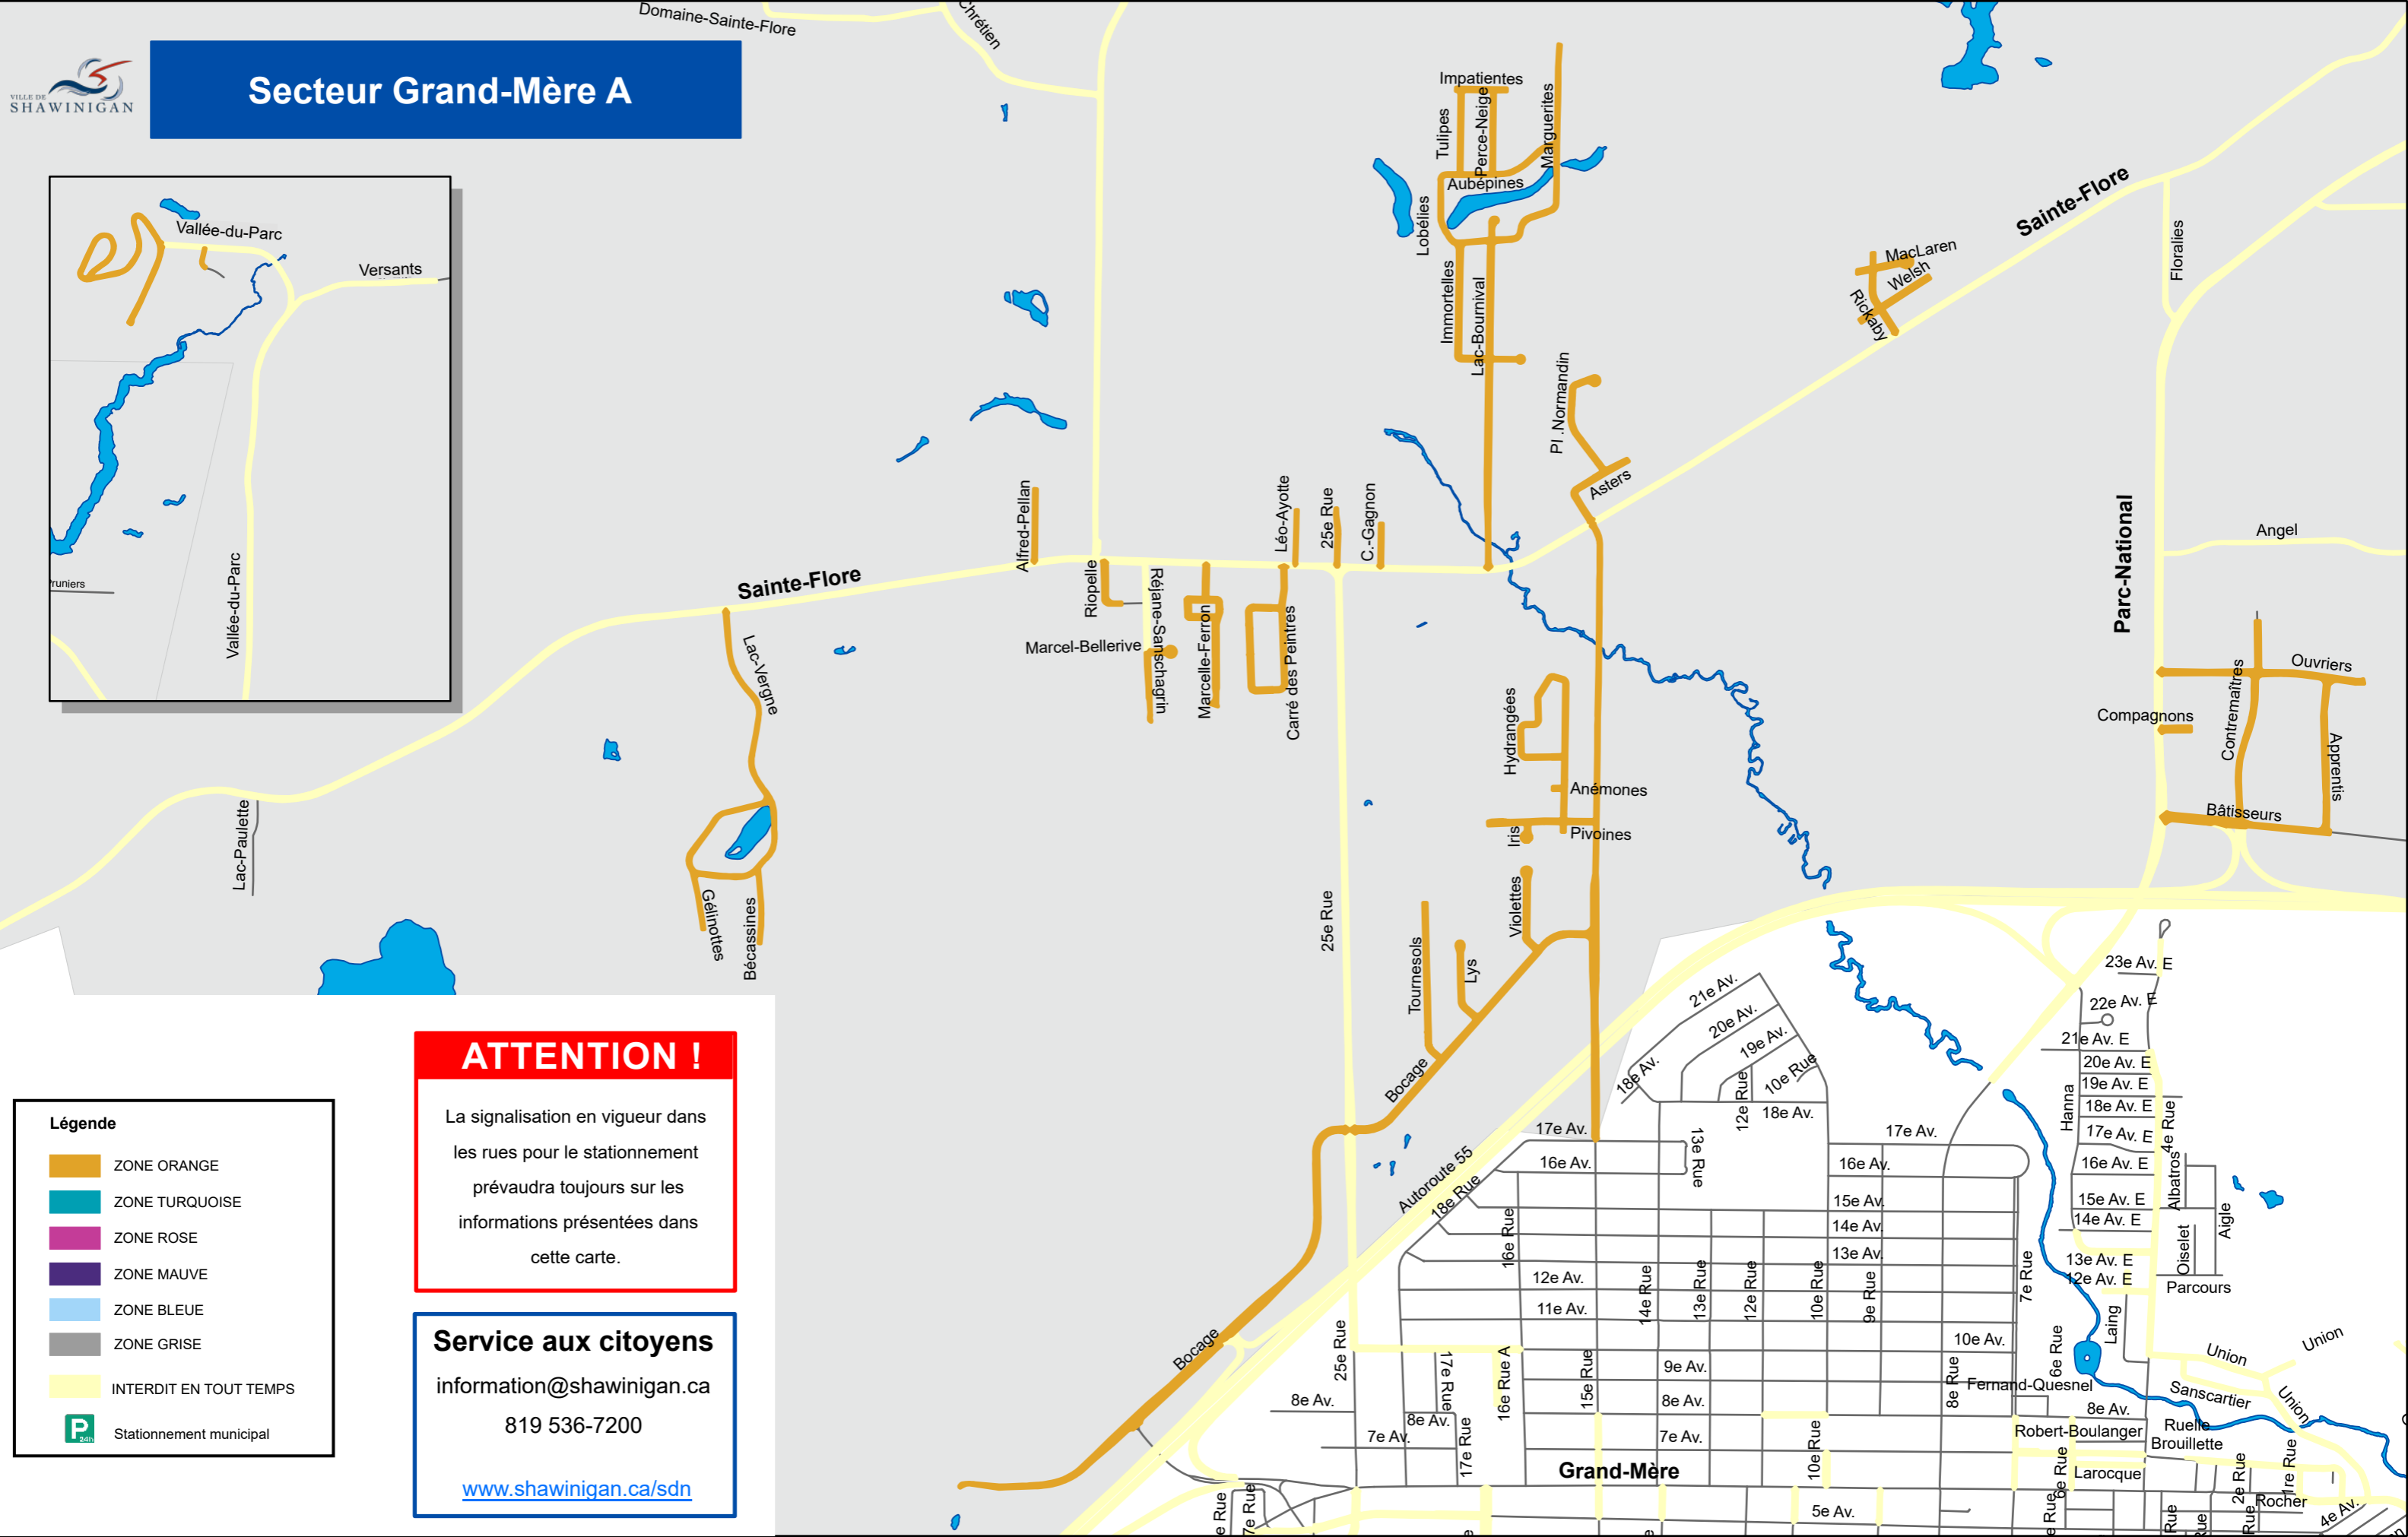 VILLE DE
SHAWINIGAN
Secteur Grand-Mère A
Domaine-Sainte-Flore
Chrétien
Vallée-du-Parc
Versants
Vallée-du-Parc
Pruniers
Impatientes
Tulipes
Perce-Neige
Marguerites
Aubépines
Lobélies
Immortelles
Lac-Bournival
Pl .Normandin
Asters
MacLaren
Welsh
Rickaby
Sainte-Flore
Floralies
Parc-National
Angel
Ouvriers
Contremaîtres
Compagnons
Apprentis
Bâtisseurs
Alfred-Pellan
Léo-Ayotte
25e Rue
C.-Gagnon
Sainte-Flore
Riopelle
Réjane-Sanschagrin
Marcel-Bellerive
Marcelle-Ferron
Carré des Peintres
Lac-Vergne
Lac-Paulette
Gélinottes
Bécassines
Hydrangées
Anémones
Iris
Pivoines
Violettes
Tournesols
Lys
25e Rue
Bocage
Bocage
Autoroute 55
21e Av.
20e Av.
19e Av.
18e Av.
10e Rue
12e Rue
18e Av.
17e Av.
16e Av.
13e Rue
17e Av.
16e Av.
18e Rue
15e Av.
14e Av.
13e Av.
16e Rue
12e Av.
11e Av.
14e Rue
13e Rue
12e Rue
10e Rue
9e Rue
7e Rue
10e Av.
25e Rue
17e Rue
16e Rue A
15e Rue
9e Av.
8e Av.
7e Av.
8e Rue
8e Av.
8e Av.
7e Av.
17e Rue
10e Rue
Grand-Mère
5e Av.
e Rue
7e Rue
23e Av. E
22e Av. E
21e Av. E
20e Av. E
19e Av. E
18e Av. E
17e Av. E
16e Av. E
15e Av. E
14e Av. E
13e Av. E
12e Av. E
Hanna
4e Rue
Albatros
Oiselet
Aigle
Parcours
Laing
6e Rue
Fernand-Quesnel
Union
Union
Union
Sanscartier
8e Av.
Robert-Boulanger
Ruelle
Brouillette
Larocque
6e Rue
2e Rue
1re Rue
Rocher
4e Av.
e Rue
Rue
Rue
Rue
ATTENTION !
La signalisation en vigueur dans
les rues pour le stationnement
prévaudra toujours sur les
informations présentées dans
cette carte.
Service aux citoyens
information@shawinigan.ca
819 536-7200
www.shawinigan.ca/sdn
Légende
ZONE ORANGE
ZONE TURQUOISE
ZONE ROSE
ZONE MAUVE
ZONE BLEUE
ZONE GRISE
INTERDIT EN TOUT TEMPS
P
24h
Stationnement municipal